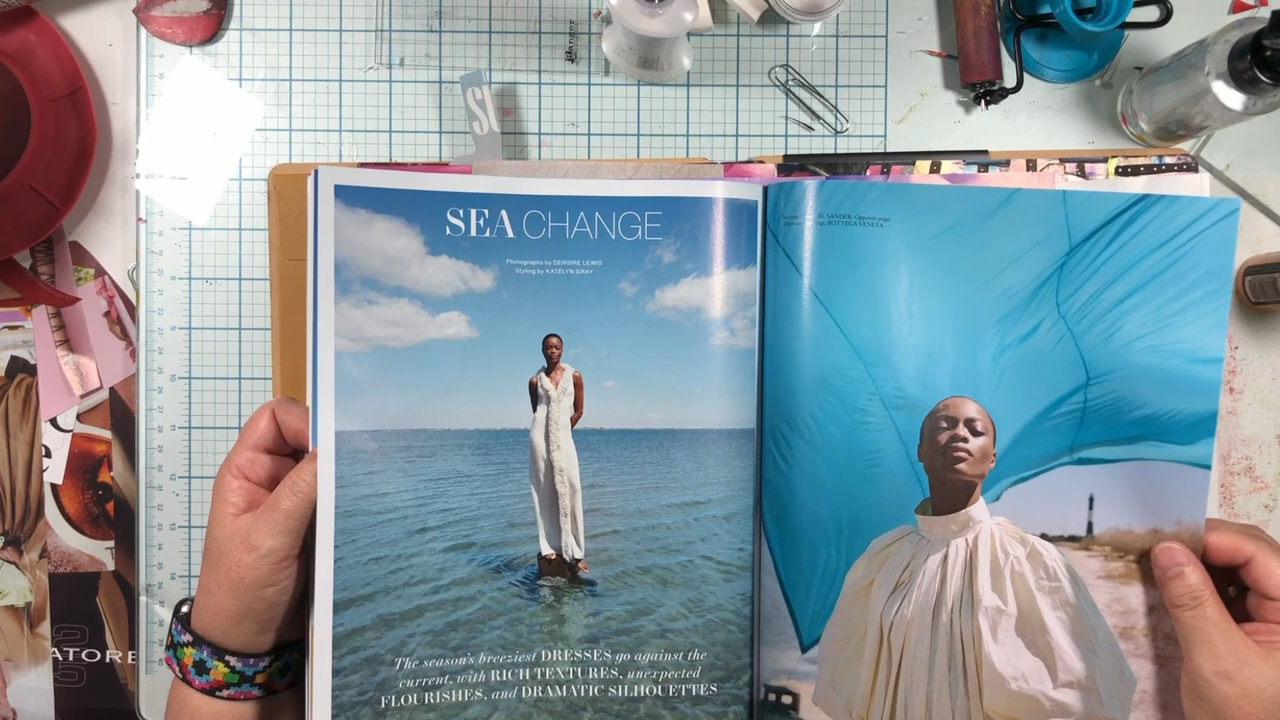 SEA CHANGE
Photographs by DEIRDRE LEWIS
Styling by KATELYN GRAY
SANDER. Opposite page
BOTTEGA VENETA.
The season's breeziest DRESSES go against the
current, with RICH TEXTURES, unexpected
FLOURISHES, and DRAMATIC SILHOUETTES
ATORE